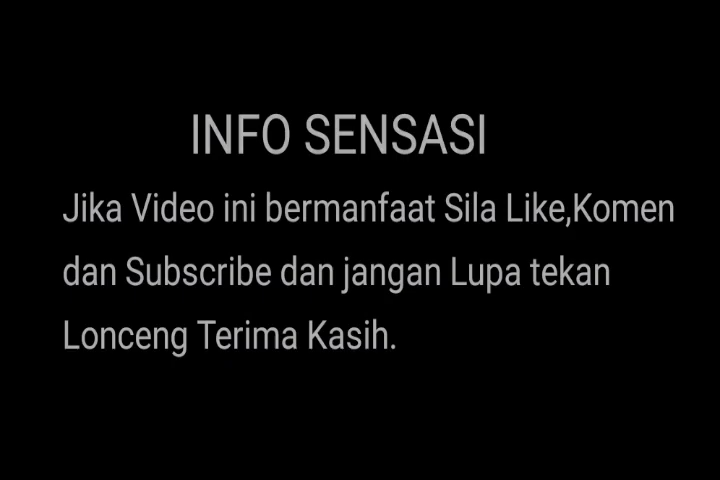 INFO SENSASI
Jika Video ini bermanfaat Sila Like,Komen
dan Subscribe dan jangan Lupa tekan
Lonceng Terima Kasih.